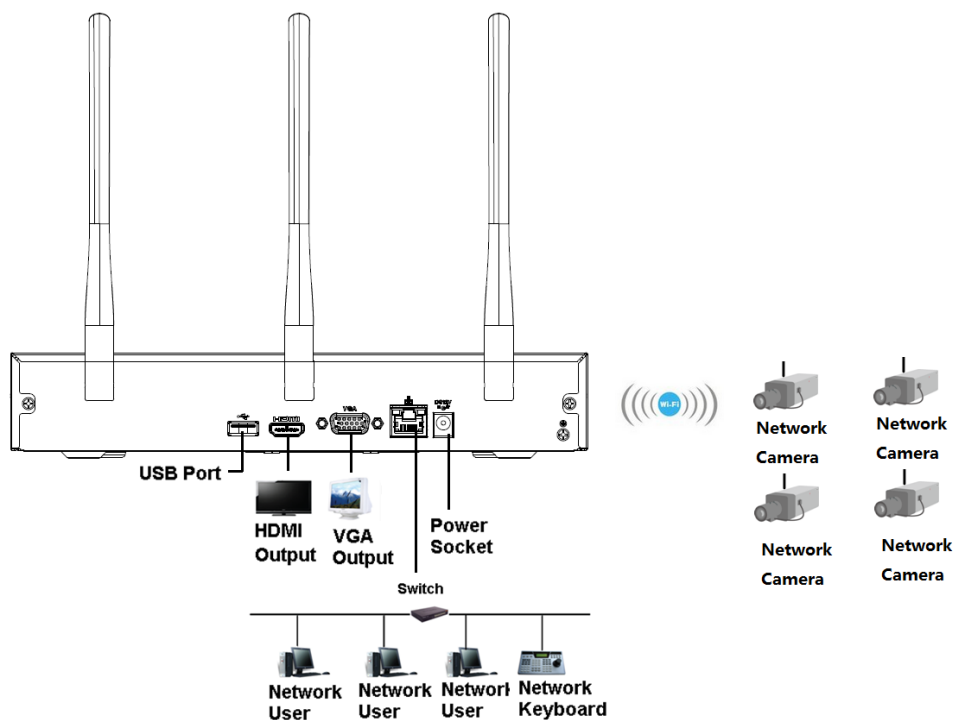 HDMI
VGA
USB Port
HDMI
Output
VGA
Output
Power
Socket
Switch
Network
User
Network
User
Network
User
Network
Keyboard
Wi-Fi
Network
Camera
Network
Camera
Network
Camera
Network
Camera